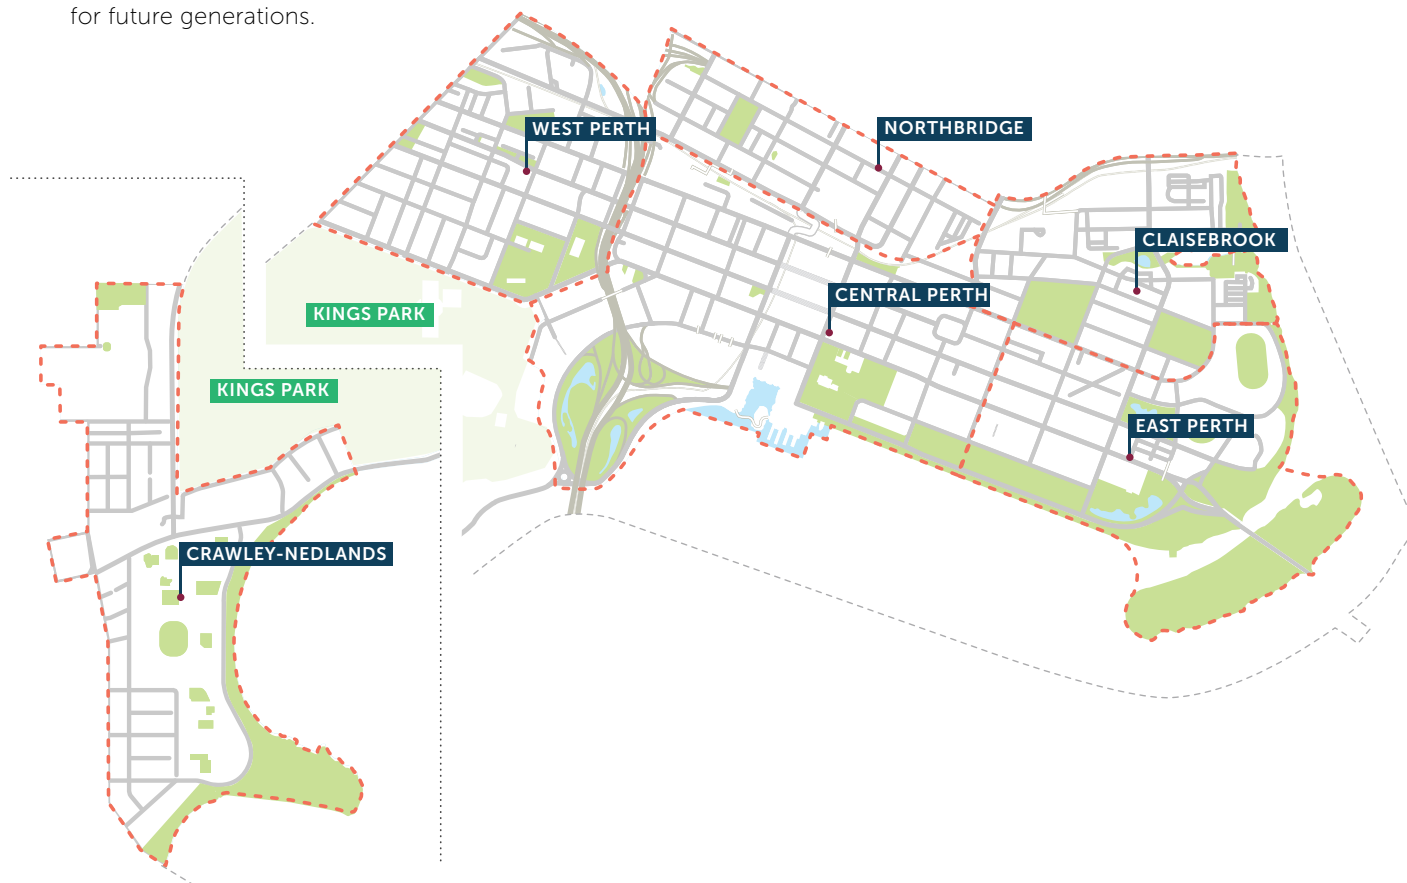 for future generations.
WEST PERTH
NORTHBRIDGE
CLAISEBROOK
CENTRAL PERTH
KINGS PARK
KINGS PARK
EAST PERTH
CRAWLEY-NEDLANDS